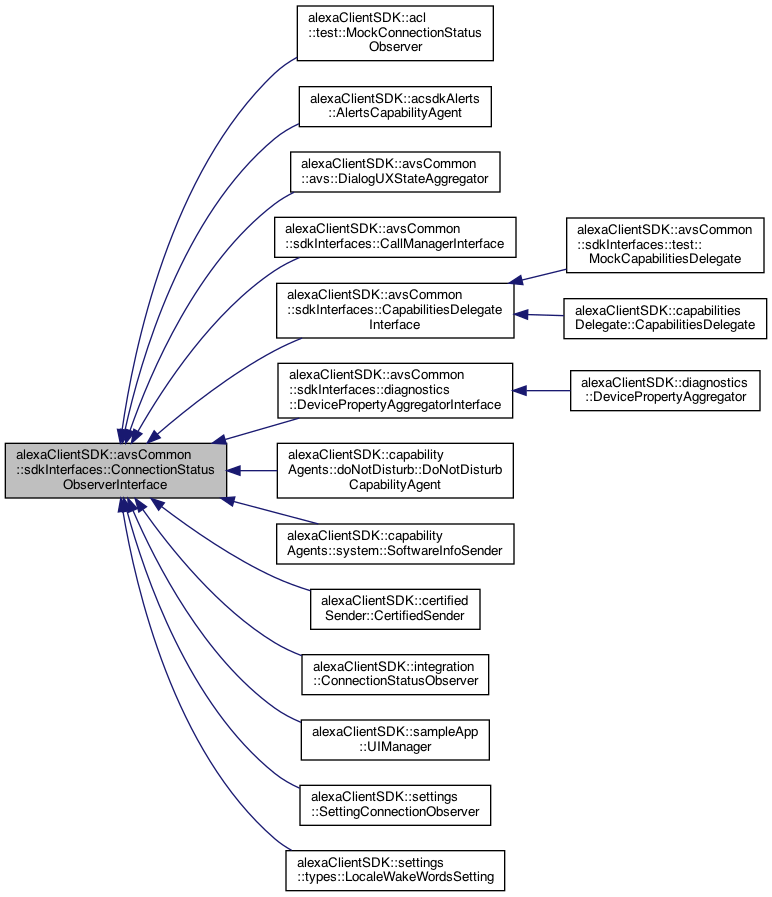 alexaClientSDK::acl
::test::MockConnectionStatus
Observer
alexaClientSDK::acsdkAlerts
::AlertsCapabilityAgent
alexaClientSDK::avsCommon
::avs::DialogUXStateAggregator
alexaClientSDK::avsCommon
::sdkInterfaces::CallManagerInterface
alexaClientSDK::avsCommon
::sdkInterfaces::test::
MockCapabilitiesDelegate
alexaClientSDK::avsCommon
::sdkInterfaces::CapabilitiesDelegate
Interface
alexaClientSDK::capabilities
Delegate::CapabilitiesDelegate
alexaClientSDK::avsCommon
::sdkInterfaces::diagnostics
::DevicePropertyAggregatorInterface
alexaClientSDK::diagnostics
::DevicePropertyAggregator
alexaClientSDK::avsCommon
::sdkInterfaces::ConnectionStatus
ObserverInterface
alexaClientSDK::capability
Agents::doNotDisturb::DoNotDisturb
CapabilityAgent
alexaClientSDK::capability
Agents::system::SoftwareInfoSender
alexaClientSDK::certified
Sender::CertifiedSender
alexaClientSDK::integration
::ConnectionStatusObserver
alexaClientSDK::sampleApp
::UIManager
alexaClientSDK::settings
::SettingConnectionObserver
alexaClientSDK::settings
::types::LocaleWakeWordsSetting